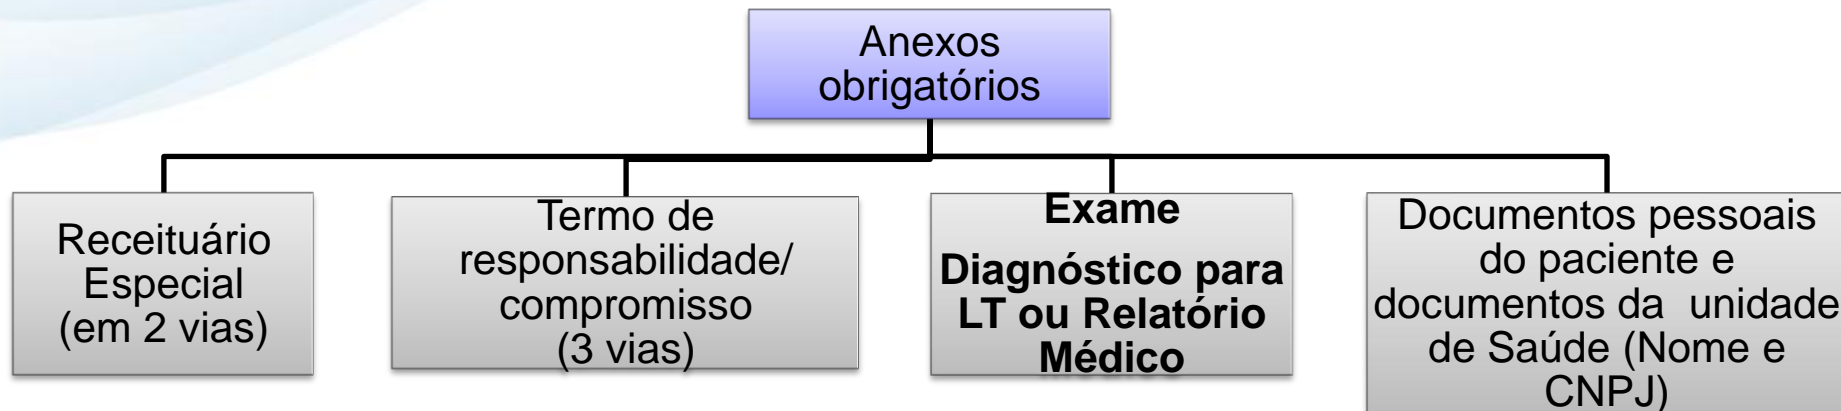 Anexos
obrigatórios
Receituário
Especial
(em 2 vias)
Termo de
responsabilidade/
compromisso
(3 vias)
Exame
Diagnóstico para
LT ou Relatório
Médico
Documentos pessoais
do paciente e
documentos da unidade
de Saúde (Nome e
CNPJ)